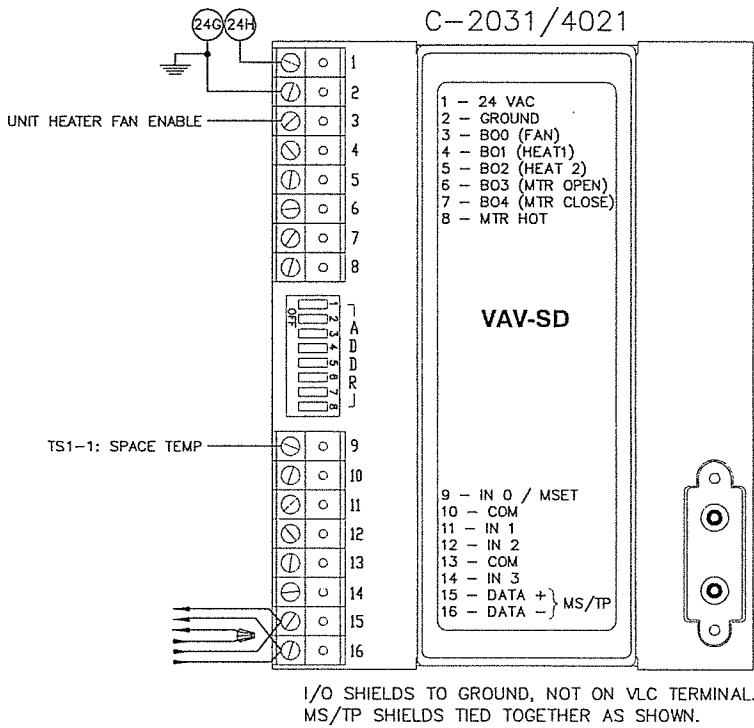 C-2031/4021
24G 24H
1
2
UNIT HEATER FAN ENABLE 3
4
5
6
7
8
1 - 24 VAC
2 - GROUND
3 - BO0 (FAN)
4 - BO1 (HEAT1)
5 - BO2 (HEAT 2)
6 - BO3 (MTR OPEN)
7 - BO4 (MTR CLOSE)
8 - MTR HOT
OFF
1
2
3
4
5
6
7
8
ADDR
VAV-SD
TS1-1: SPACE TEMP 9
10
11
12
13
14
15
16
9 - IN 0 / MSET
10 - COM
11 - IN 1
12 - IN 2
13 - COM
14 - IN 3
15 - DATA +
16 - DATA -
MS/TP
I/O SHIELDS TO GROUND, NOT ON VLC TERMINAL.
MS/TP SHIELDS TIED TOGETHER AS SHOWN.